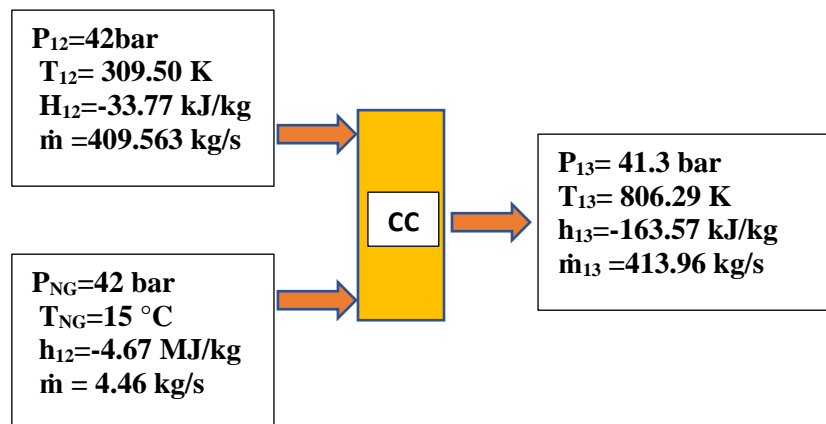 P₁₂=42bar
T₁₂= 309.50 K
H₁₂=-33.77 kJ/kg
ṁ =409.563 kg/s
CC
P₁₃= 41.3 bar
T₁₃= 806.29 K
h₁₃=-163.57 kJ/kg
ṁ₁₃ =413.96 kg/s
P_NG=42 bar
T_NG=15 °C
h₁₂=-4.67 MJ/kg
ṁ = 4.46 kg/s